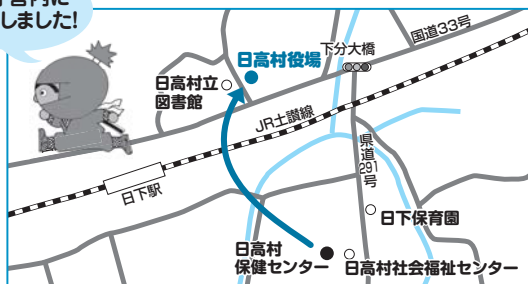 しました!
国道33号
下分大橋
日高村役場
日高村立
図書館
JR土讃線
県道291号
日下駅
日下保育園
日高村
保健センター
日高村社会福祉センター